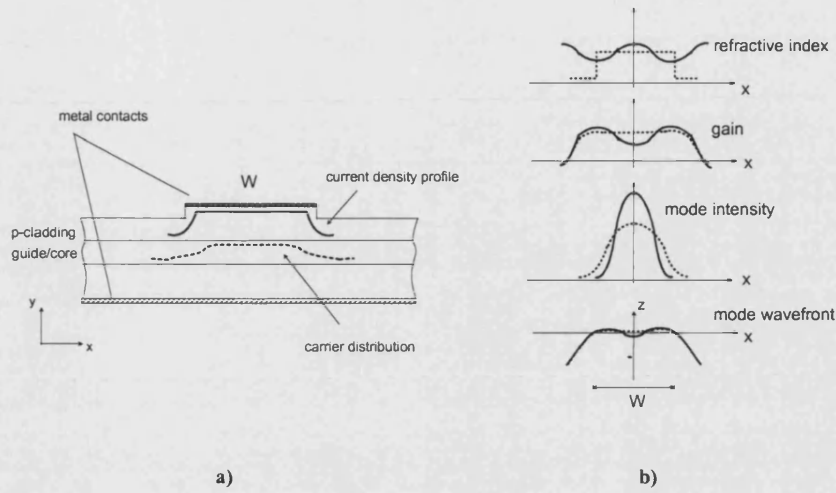 metal contacts
W
current density profile
p-cladding
guide/core
y
x
carrier distribution
a)
refractive index
x
gain
x
mode intensity
x
z
mode wavefront
x
W
b)